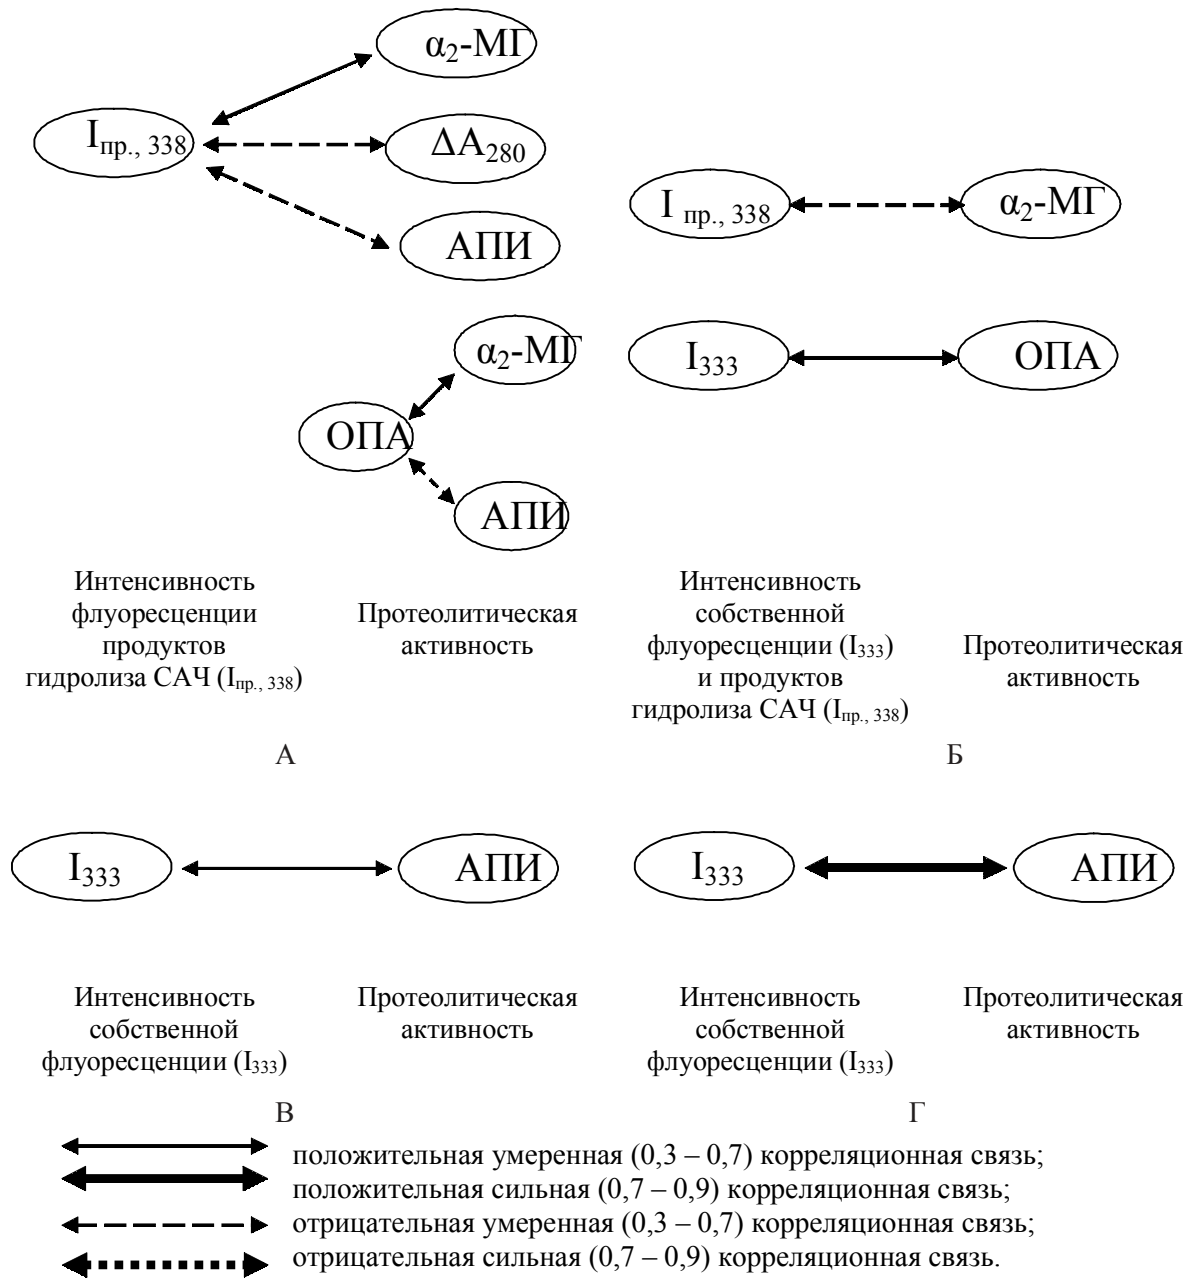 α₂-МГ
Iпр., 338
ΔА₂₈₀
АПИ
α₂-МГ
ОПА
АПИ
Интенсивность
флуоресценции
продуктов
гидролиза САЧ (Iпр., 338)
Протеолитическая
активность
А
I пр., 338
α₂-МГ
I₃₃₃
ОПА
Интенсивность
собственной
флуоресценции (I₃₃₃)
и продуктов
гидролиза САЧ (Iпр., 338)
Протеолитическая
активность
Б
I₃₃₃
АПИ
Интенсивность
собственной
флуоресценции (I₃₃₃)
Протеолитическая
активность
В
I₃₃₃
АПИ
Интенсивность
собственной
флуоресценции (I₃₃₃)
Протеолитическая
активность
Г
положительная умеренная (0,3 – 0,7) корреляционная связь;
положительная сильная (0,7 – 0,9) корреляционная связь;
отрицательная умеренная (0,3 – 0,7) корреляционная связь;
отрицательная сильная (0,7 – 0,9) корреляционная связь.